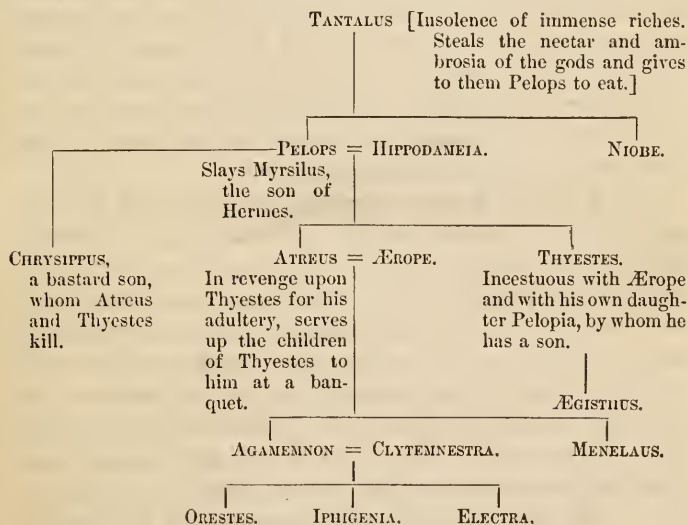 TANTALUS [Insolence of immense riches.
Steals the nectar and am-
brosia of the gods and gives
to them Pelops to eat.]
PELOPS = HIPPODAMEIA. NIOBE.
Slays Myrsilus,
the son of
Hermes.
CHRYSIPPUS,
a bastard son,
whom Atreus
and Thyestes
kill.
ATREUS = ÆROPE.
In revenge upon
Thyestes for his
adultery, serves
up the children
of Thyestes to
him at a ban-
quet.
THYESTES.
Incestuous with Ærope
and with his own daugh-
ter Pelopia, by whom he
has a son.
ÆGISTHUS.
AGAMEMNON = CLYTEMNESTRA. MENELAUS.
ORESTES. IPHIGENIA. ELECTRA.